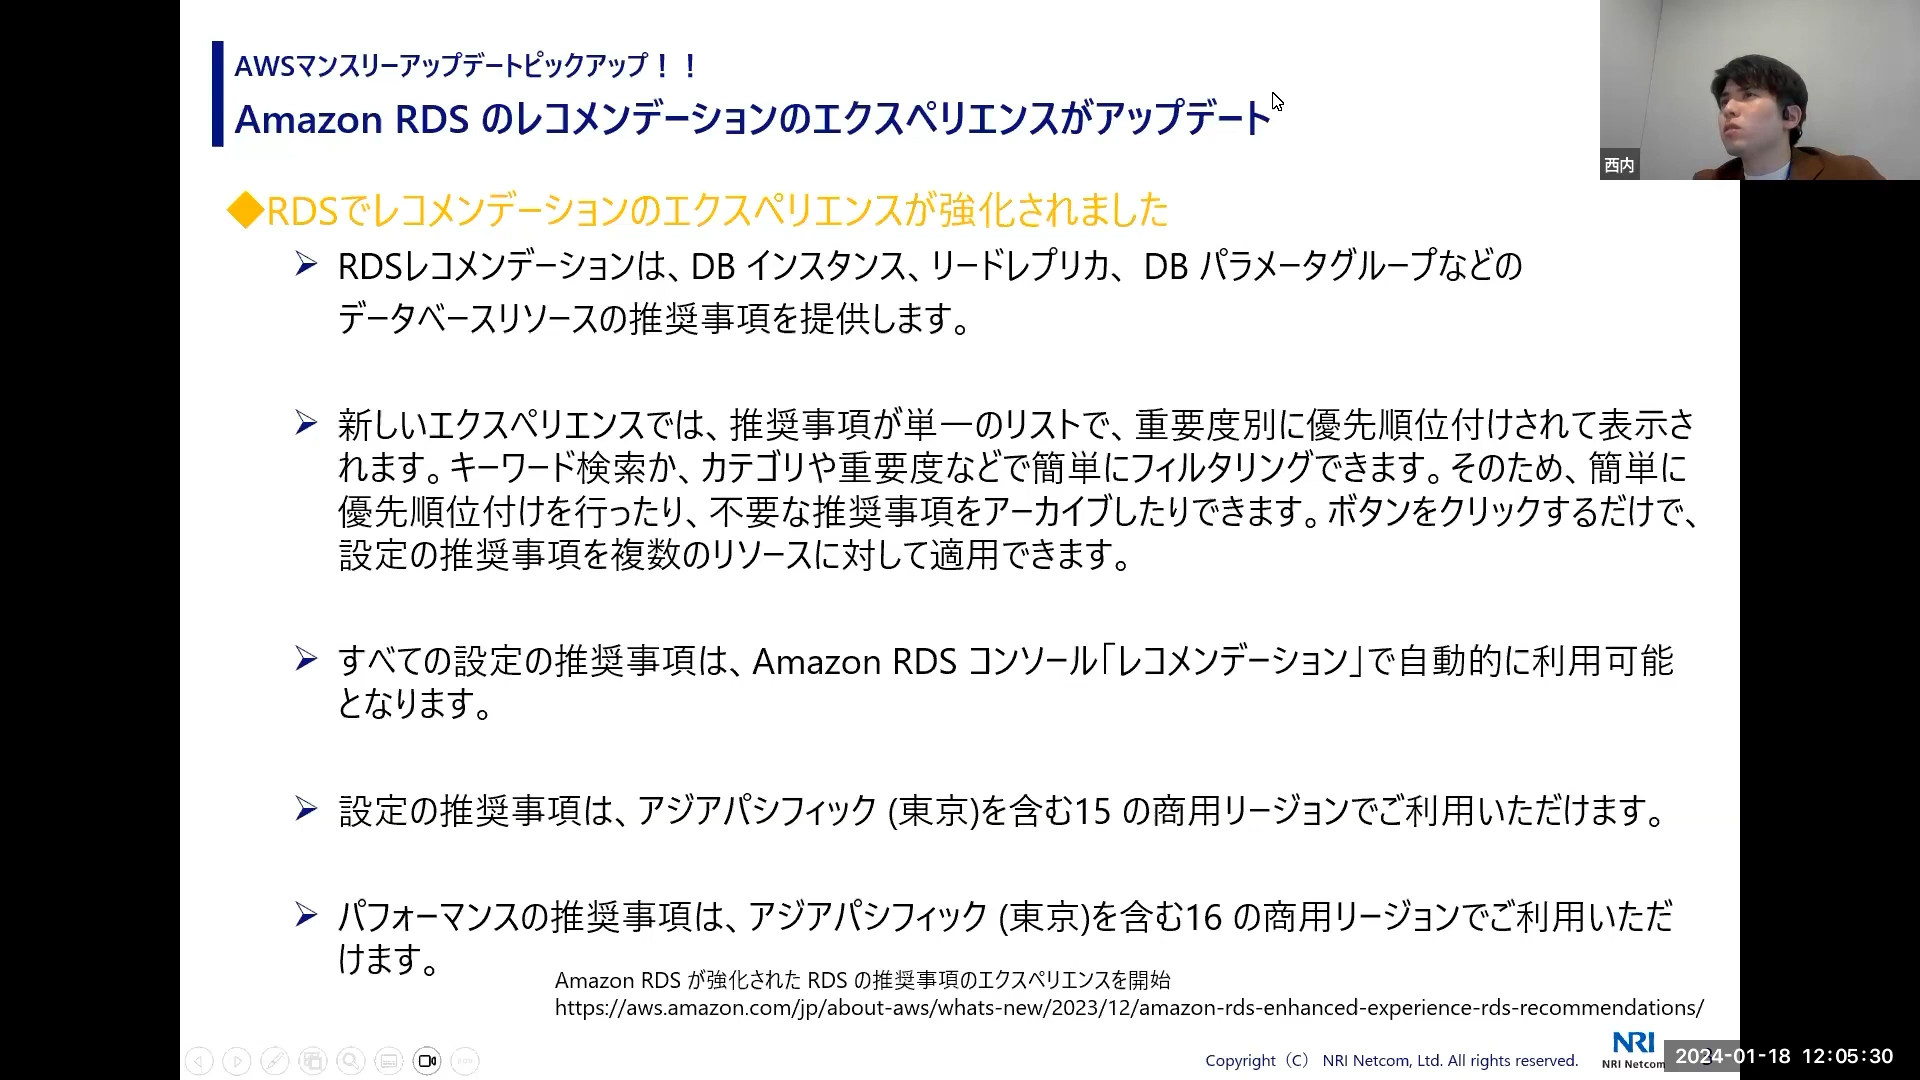 AWSマンスリーアップデートピックアップ！！
Amazon RDS のレコメンデーションのエクスペリエンスがアップデート
西内
◆RDSでレコメンデーションのエクスペリエンスが強化されました
➢ RDSレコメンデーションは、DB インスタンス、リードレプリカ、DB パラメータグループなどの
データベースリソースの推奨事項を提供します。
➢ 新しいエクスペリエンスでは、推奨事項が単一のリストで、重要度別に優先順位付けされて表示さ
れます。キーワード検索か、カテゴリや重要度などで簡単にフィルタリングできます。そのため、簡単に
優先順位付けを行ったり、不要な推奨事項をアーカイブしたりできます。ボタンをクリックするだけで、
設定の推奨事項を複数のリソースに対して適用できます。
➢ すべての設定の推奨事項は、Amazon RDS コンソール「レコメンデーション」で自動的に利用可能
となります。
➢ 設定の推奨事項は、アジアパシフィック (東京)を含む15 の商用リージョンでご利用いただけます。
➢ パフォーマンスの推奨事項は、アジアパシフィック (東京)を含む16 の商用リージョンでご利用いただ
けます。
Amazon RDS が強化された RDS の推奨事項のエクスペリエンスを開始
https://aws.amazon.com/jp/about-aws/whats-new/2023/12/amazon-rds-enhanced-experience-rds-recommendations/
Copyright（C） NRI Netcom, Ltd. All rights reserved.
NRI
NRI Netcom
2024-01-18 12:05:30